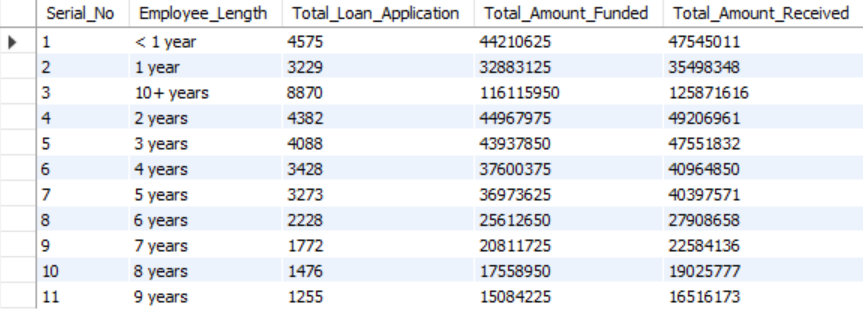 Serial_No Employee_Length Total_Loan_Application Total_Amount_Funded Total_Amount_Received
1 < 1 year 4575 44210625 47545011
2 1 year 3229 32883125 35498348
3 10+ years 8870 116115950 125871616
4 2 years 4382 44967975 49206961
5 3 years 4088 43937850 47551832
6 4 years 3428 37600375 40964850
7 5 years 3273 36973625 40397571
8 6 years 2228 25612650 27908658
9 7 years 1772 20811725 22584136
10 8 years 1476 17558950 19025777
11 9 years 1255 15084225 16516173